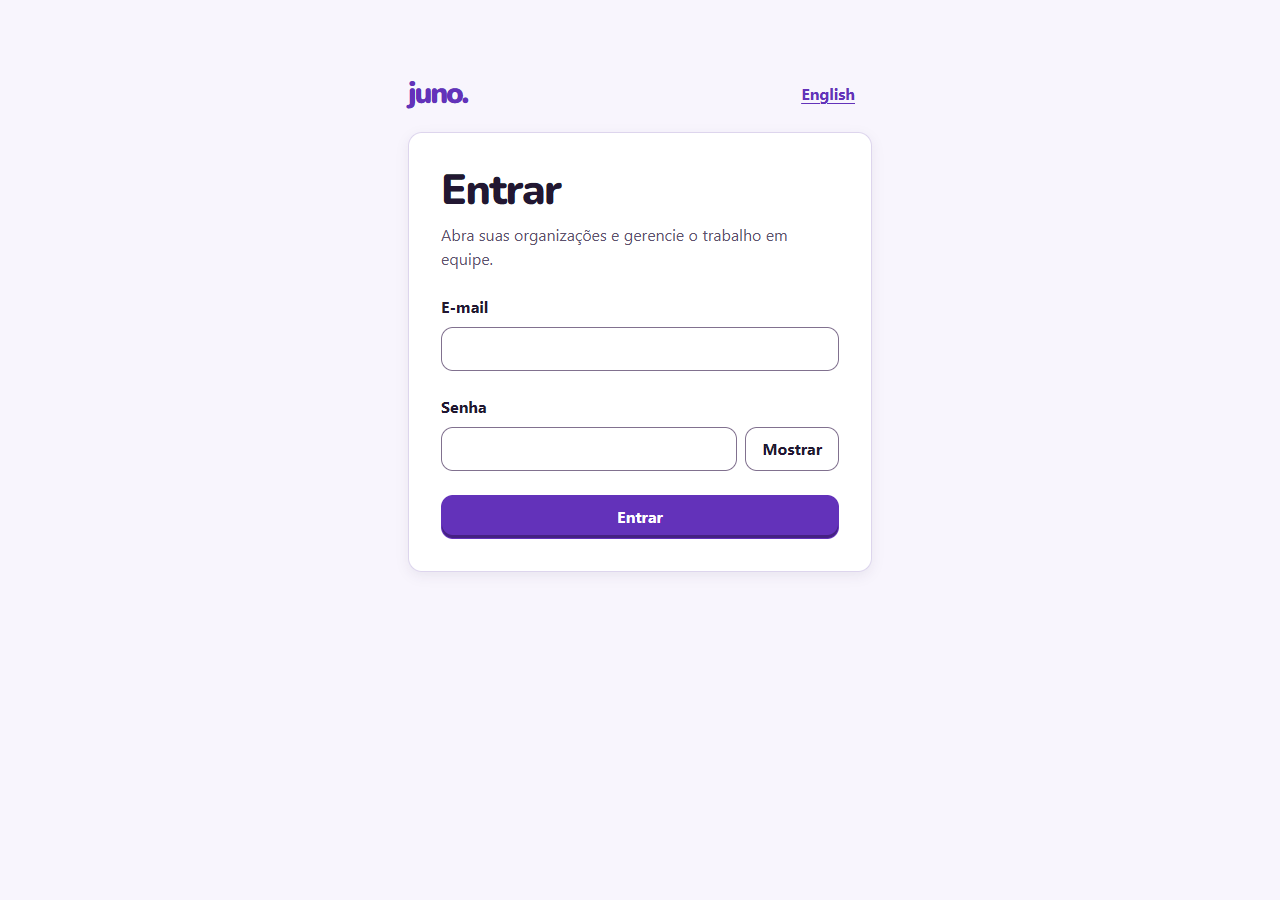 juno.
English
Entrar
Abra suas organizações e gerencie o trabalho em
equipe.
E-mail
Senha
Mostrar
Entrar